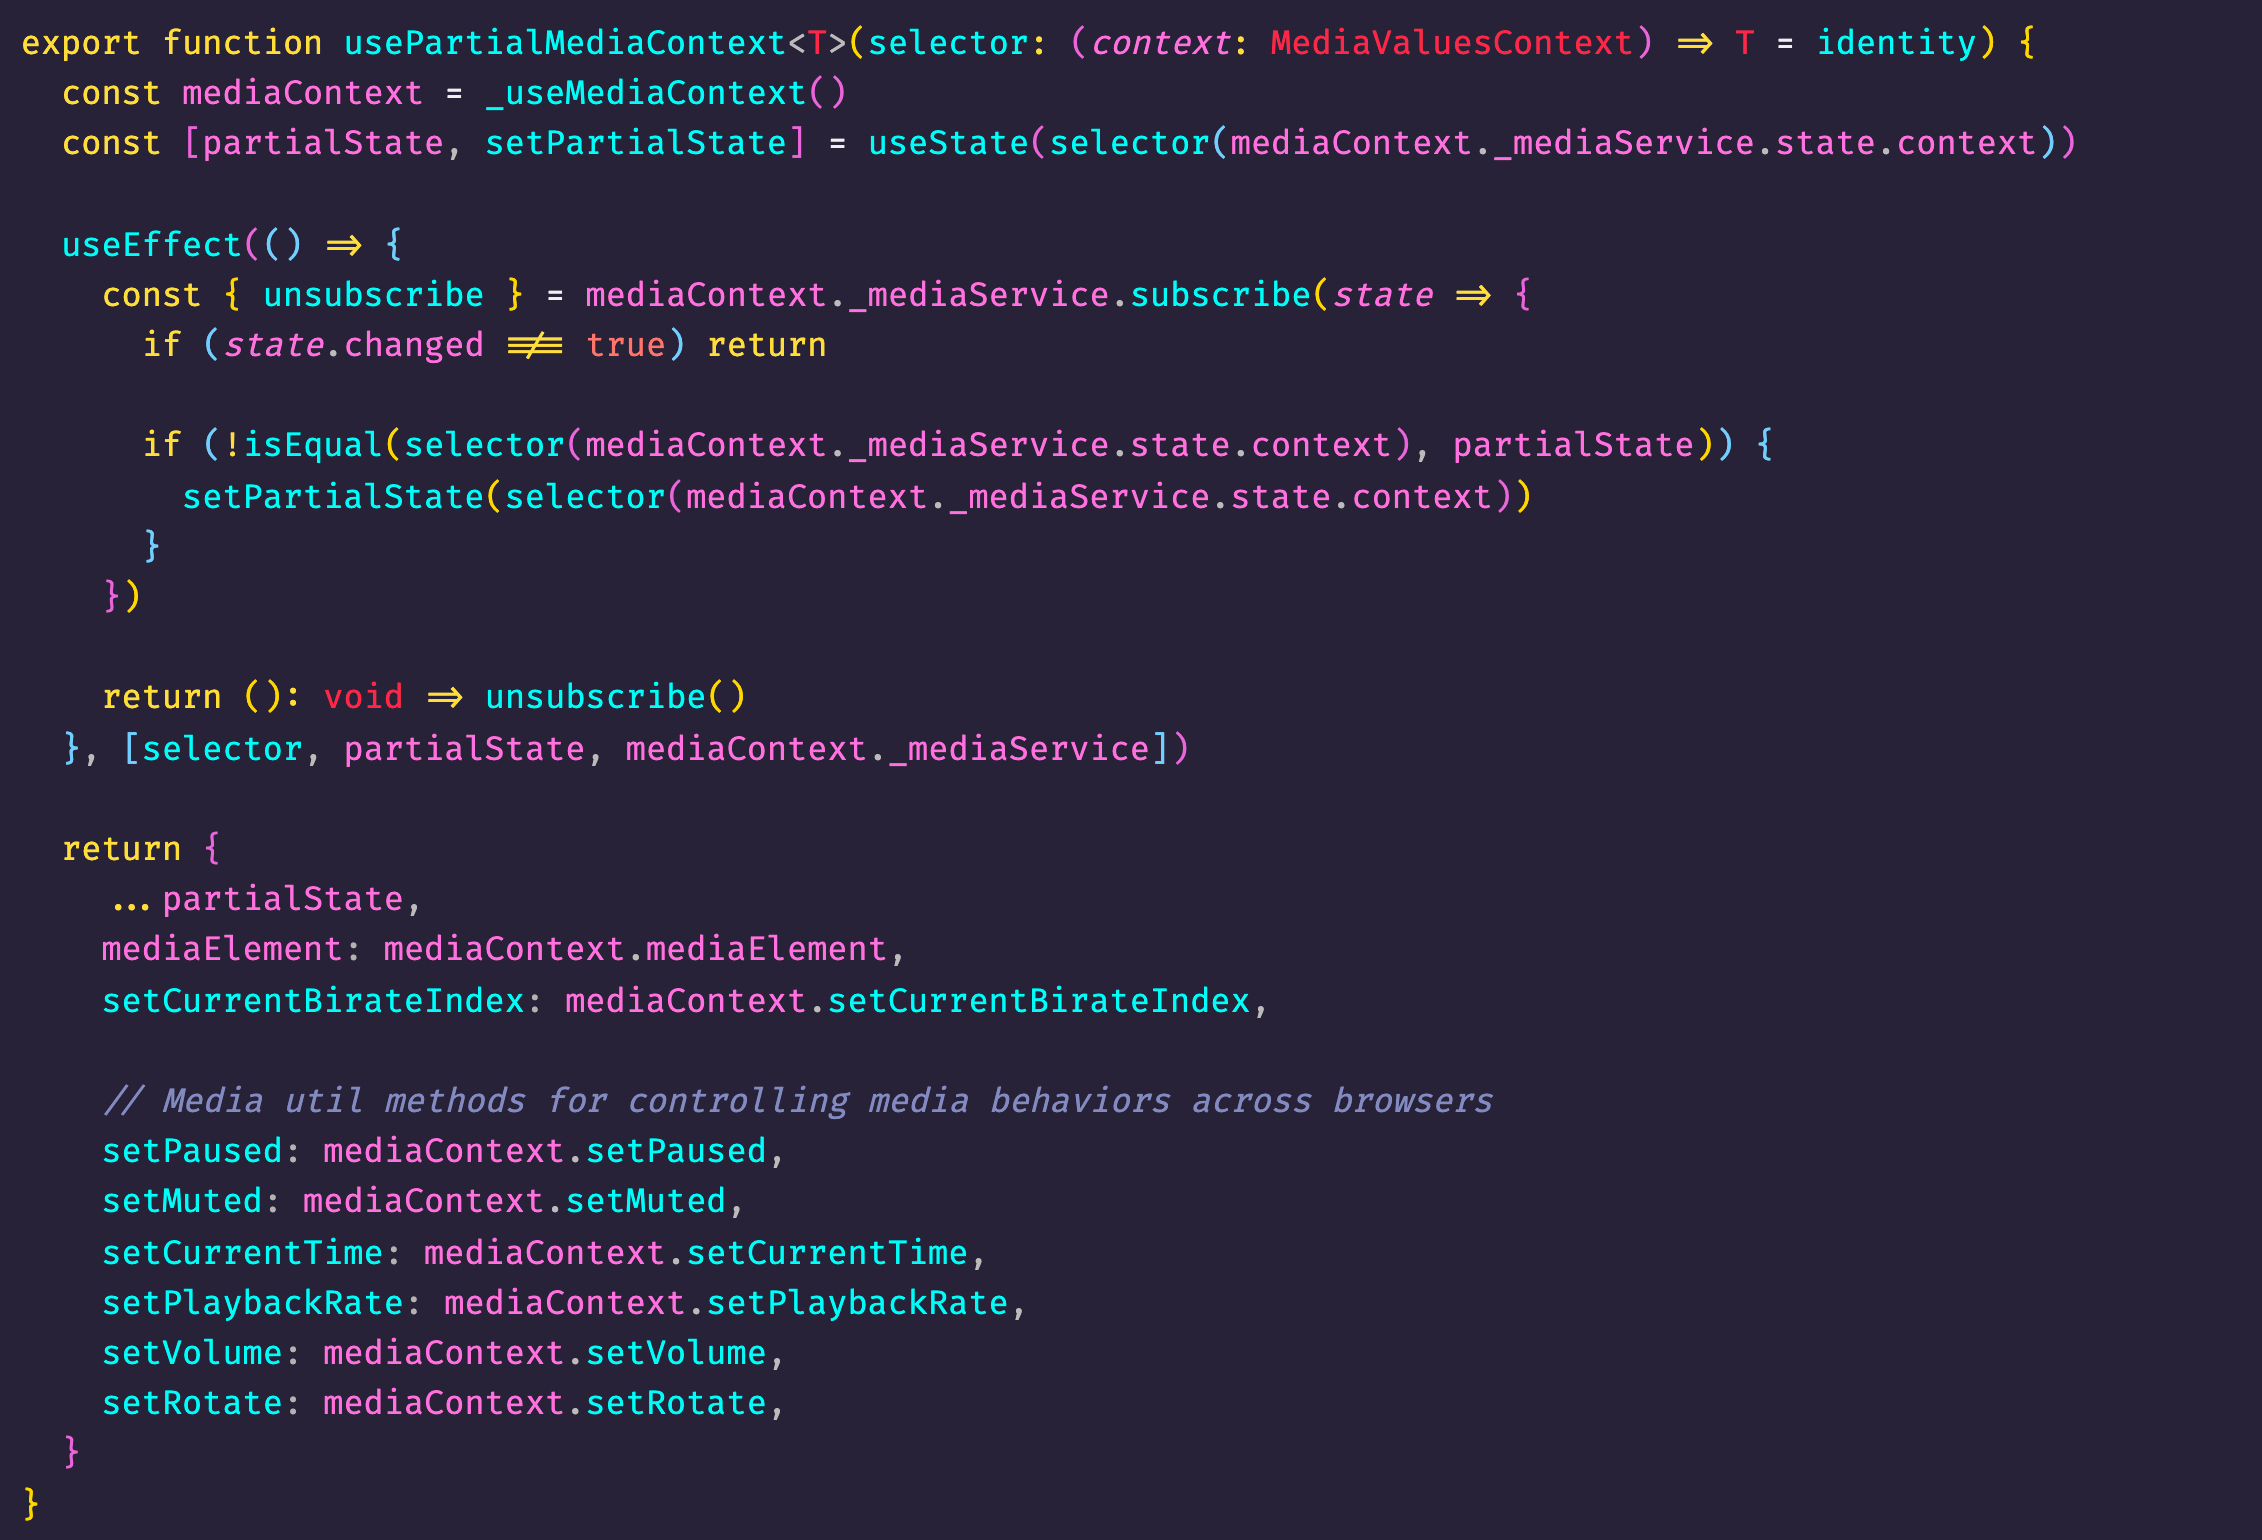 export function usePartialMediaContext<T>(selector: (context: MediaValuesContext) => T = identity) {
  const mediaContext = _useMediaContext()
  const [partialState, setPartialState] = useState(selector(mediaContext._mediaService.state.context))

  useEffect(() => {
    const { unsubscribe } = mediaContext._mediaService.subscribe(state => {
      if (state.changed !== true) return

      if (!isEqual(selector(mediaContext._mediaService.state.context), partialState)) {
        setPartialState(selector(mediaContext._mediaService.state.context))
      }
    })

    return (): void => unsubscribe()
  }, [selector, partialState, mediaContext._mediaService])

  return {
    ...partialState,
    mediaElement: mediaContext.mediaElement,
    setCurrentBirateIndex: mediaContext.setCurrentBirateIndex,

    // Media util methods for controlling media behaviors across browsers
    setPaused: mediaContext.setPaused,
    setMuted: mediaContext.setMuted,
    setCurrentTime: mediaContext.setCurrentTime,
    setPlaybackRate: mediaContext.setPlaybackRate,
    setVolume: mediaContext.setVolume,
    setRotate: mediaContext.setRotate,
  }
}